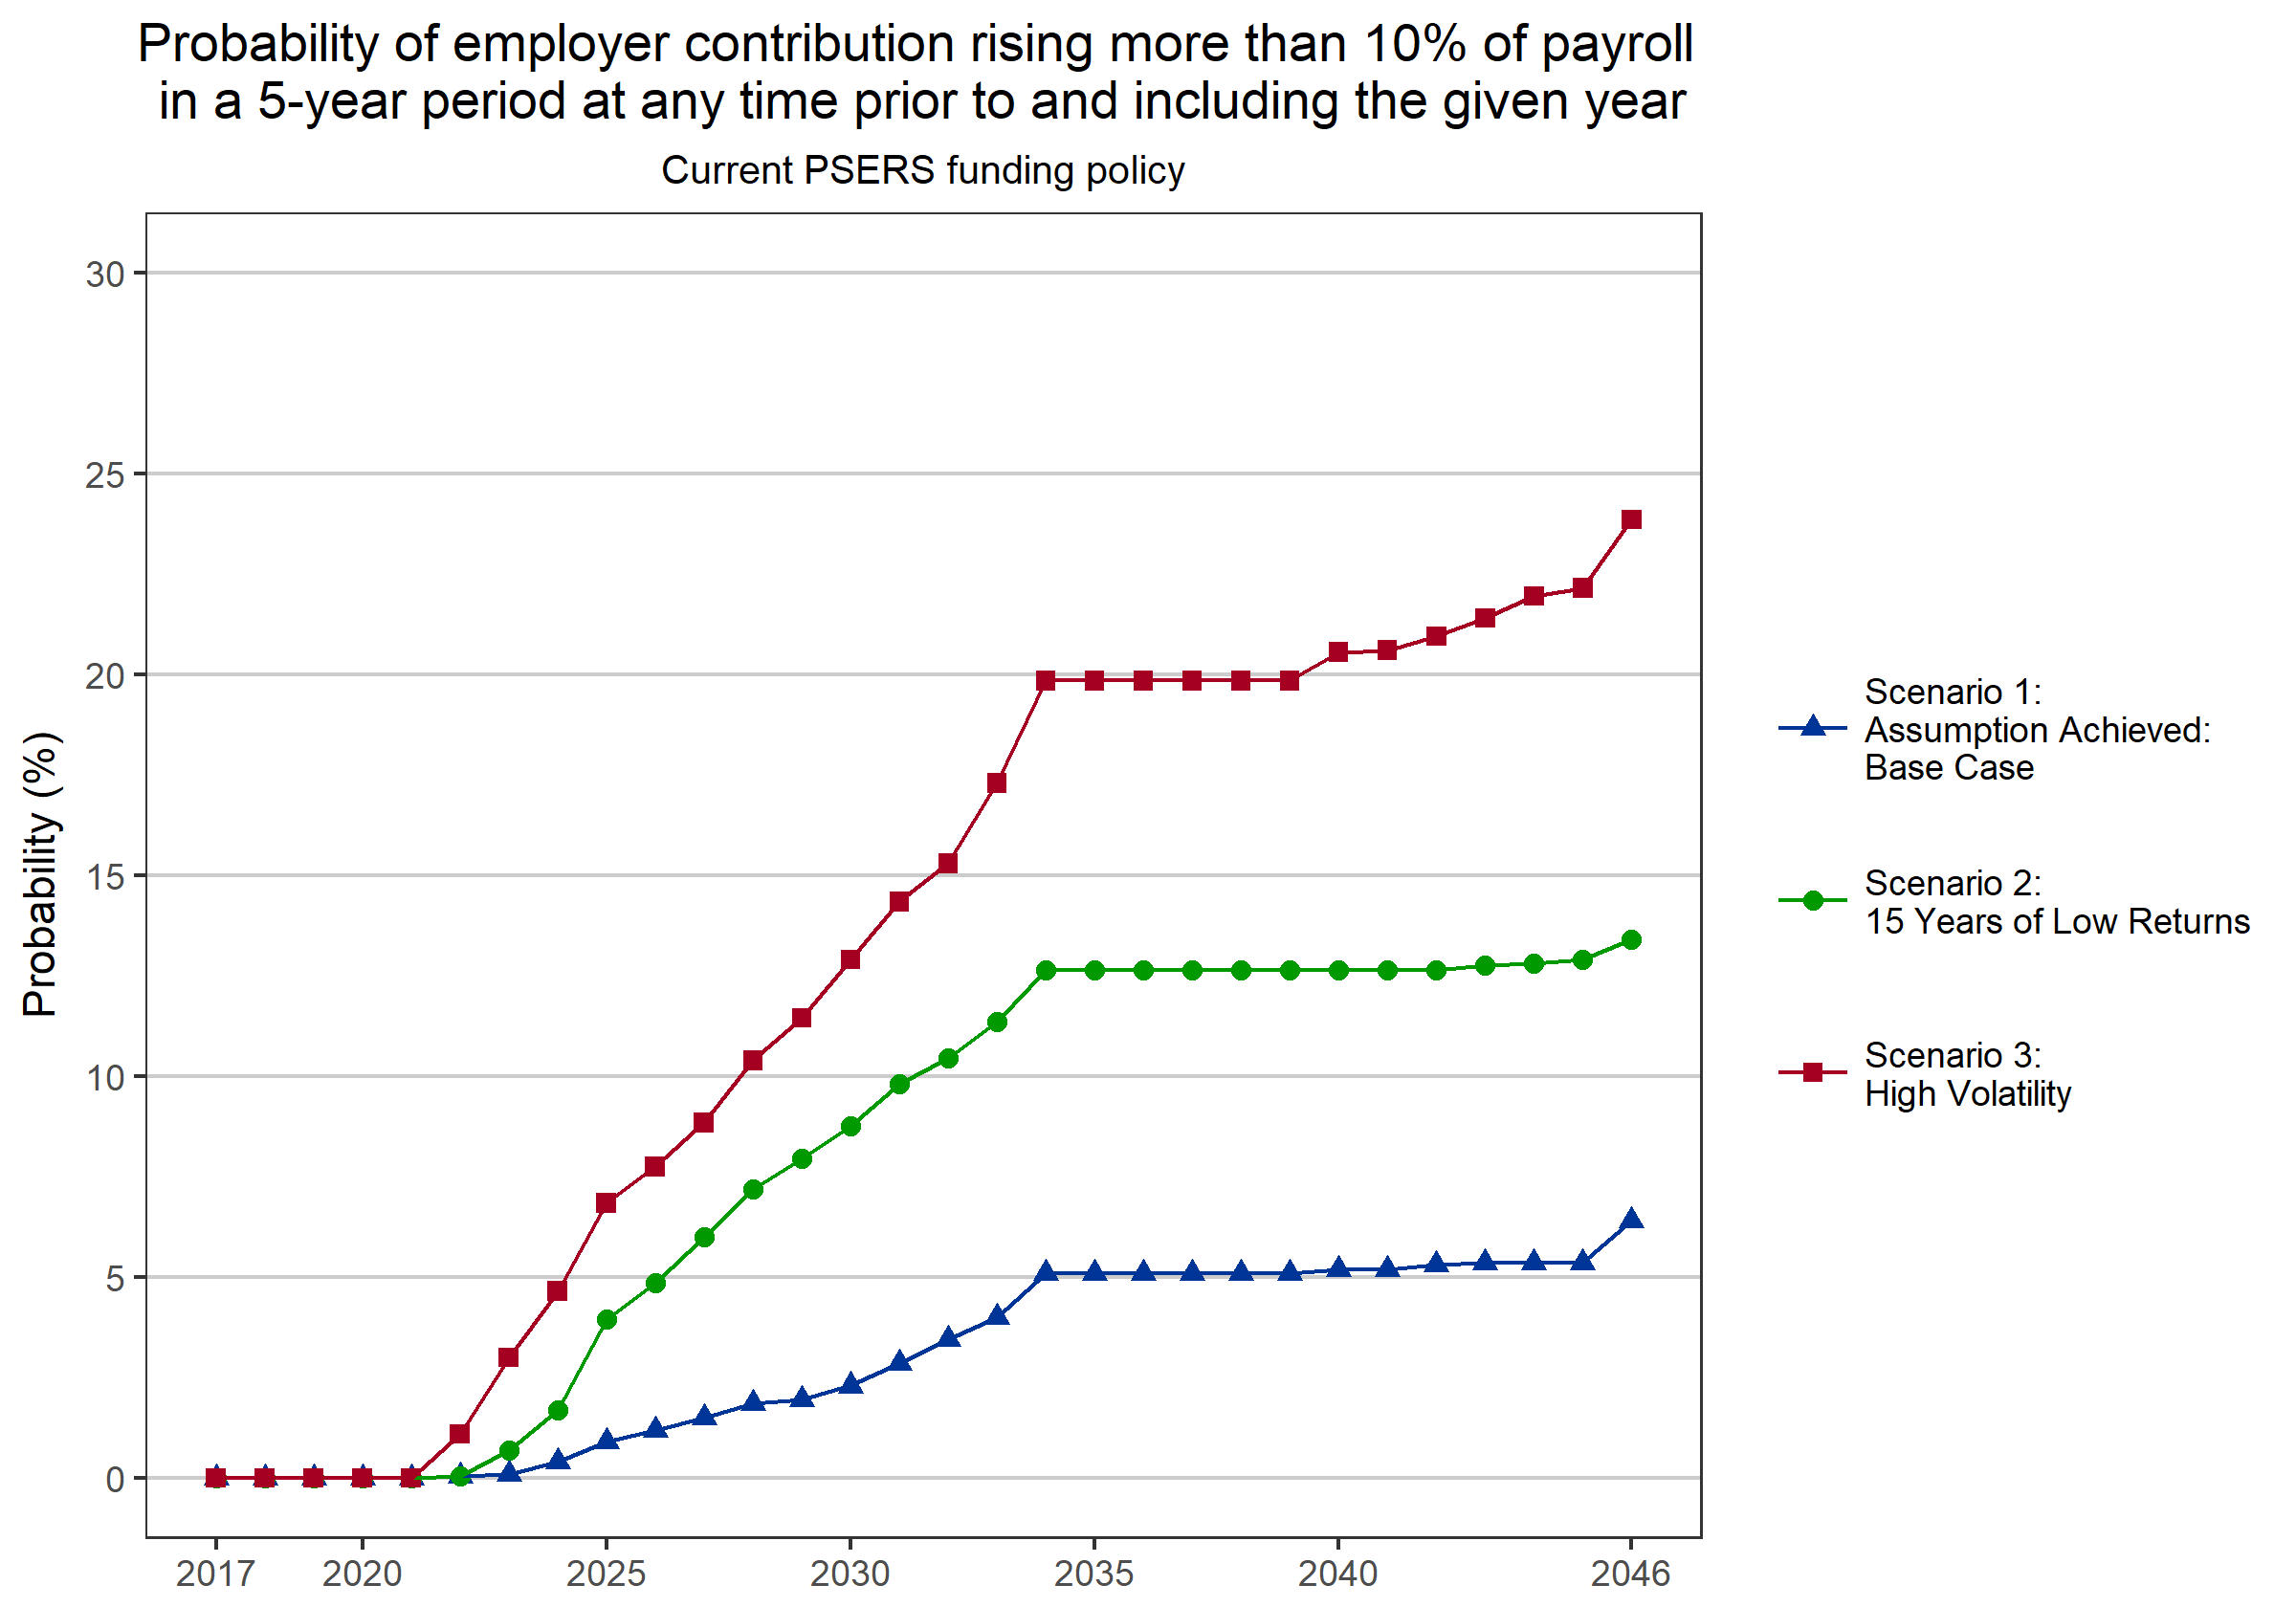 Probability of employer contribution rising more than 10% of payroll
in a 5-year period at any time prior to and including the given year
Current PSERS funding policy
Probability (%)
30
25
20
15
10
5
0
2017
2020
2025
2030
2035
2040
2046
Scenario 1:
Assumption Achieved:
Base Case
Scenario 2:
15 Years of Low Returns
Scenario 3:
High Volatility